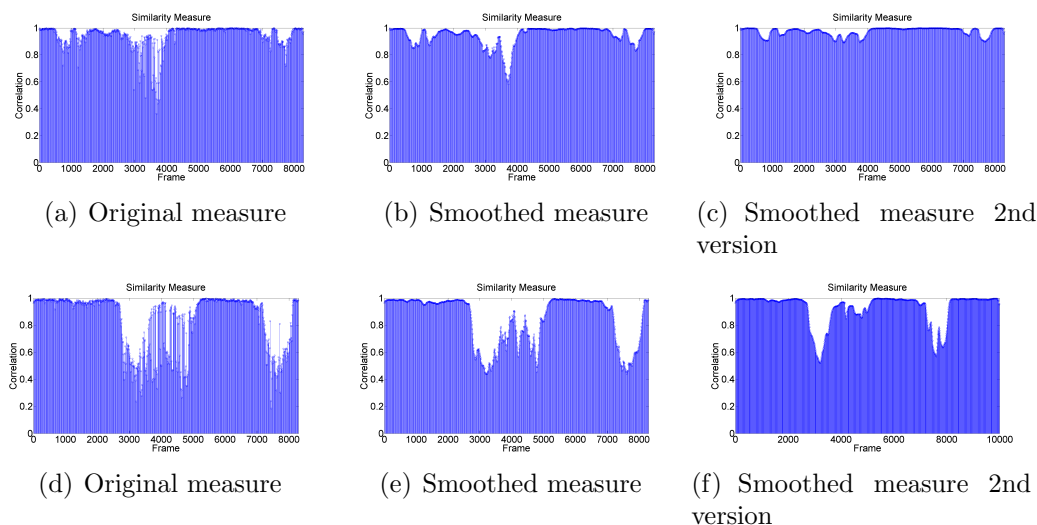 Similarity Measure
Similarity Measure
Similarity Measure
Correlation
1
0.8
0.6
0.4
0.2
0
0 1000 2000 3000 4000 5000 6000 7000 8000
Frame
Correlation
1
0.8
0.6
0.4
0.2
0
0 1000 2000 3000 4000 5000 6000 7000 8000
Frame
Correlation
1
0.8
0.6
0.4
0.2
0
0 1000 2000 3000 4000 5000 6000 7000 8000
Frame
(a) Original measure
(b) Smoothed measure
(c) Smoothed measure 2nd
version
Similarity Measure
Similarity Measure
Similarity Measure
Correlation
1
0.8
0.6
0.4
0.2
0
0 1000 2000 3000 4000 5000 6000 7000 8000
Frame
Correlation
1
0.8
0.6
0.4
0.2
0
0 1000 2000 3000 4000 5000 6000 7000 8000
Frame
Correlation
1
0.8
0.6
0.4
0.2
0
0 2000 4000 6000 8000 10000
Frame
(d) Original measure
(e) Smoothed measure
(f) Smoothed measure 2nd
version